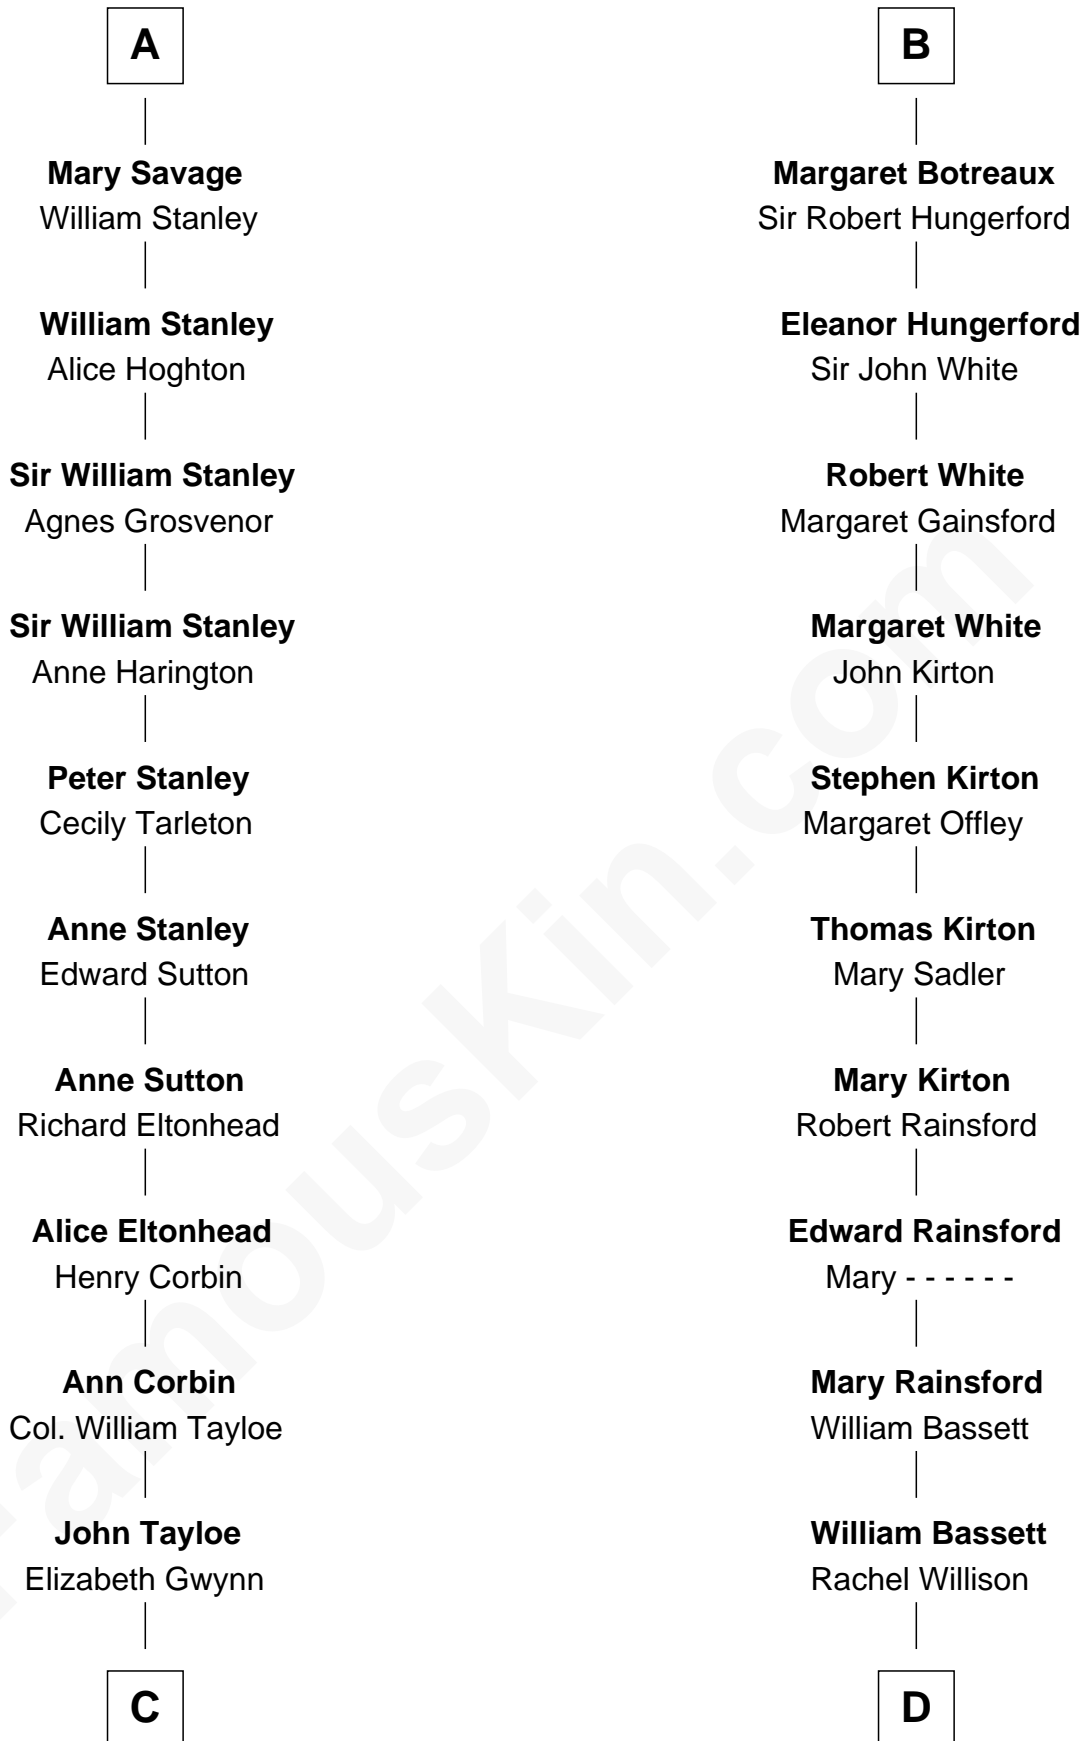 A
Mary Savage
William Stanley
William Stanley
Alice Hoghton
Sir William Stanley
Agnes Grosvenor
Sir William Stanley
Anne Harington
Peter Stanley
Cecily Tarleton
Anne Stanley
Edward Sutton
Anne Sutton
Richard Eltonhead
Alice Eltonhead
Henry Corbin
Ann Corbin
Col. William Tayloe
John Tayloe
Elizabeth Gwynn
C
B
Margaret Botreaux
Sir Robert Hungerford
Eleanor Hungerford
Sir John White
Robert White
Margaret Gainsford
Margaret White
John Kirton
Stephen Kirton
Margaret Offley
Thomas Kirton
Mary Sadler
Mary Kirton
Robert Rainsford
Edward Rainsford
Mary - - - - - -
Mary Rainsford
William Bassett
William Bassett
Rachel Willison
D
FamousKin.com